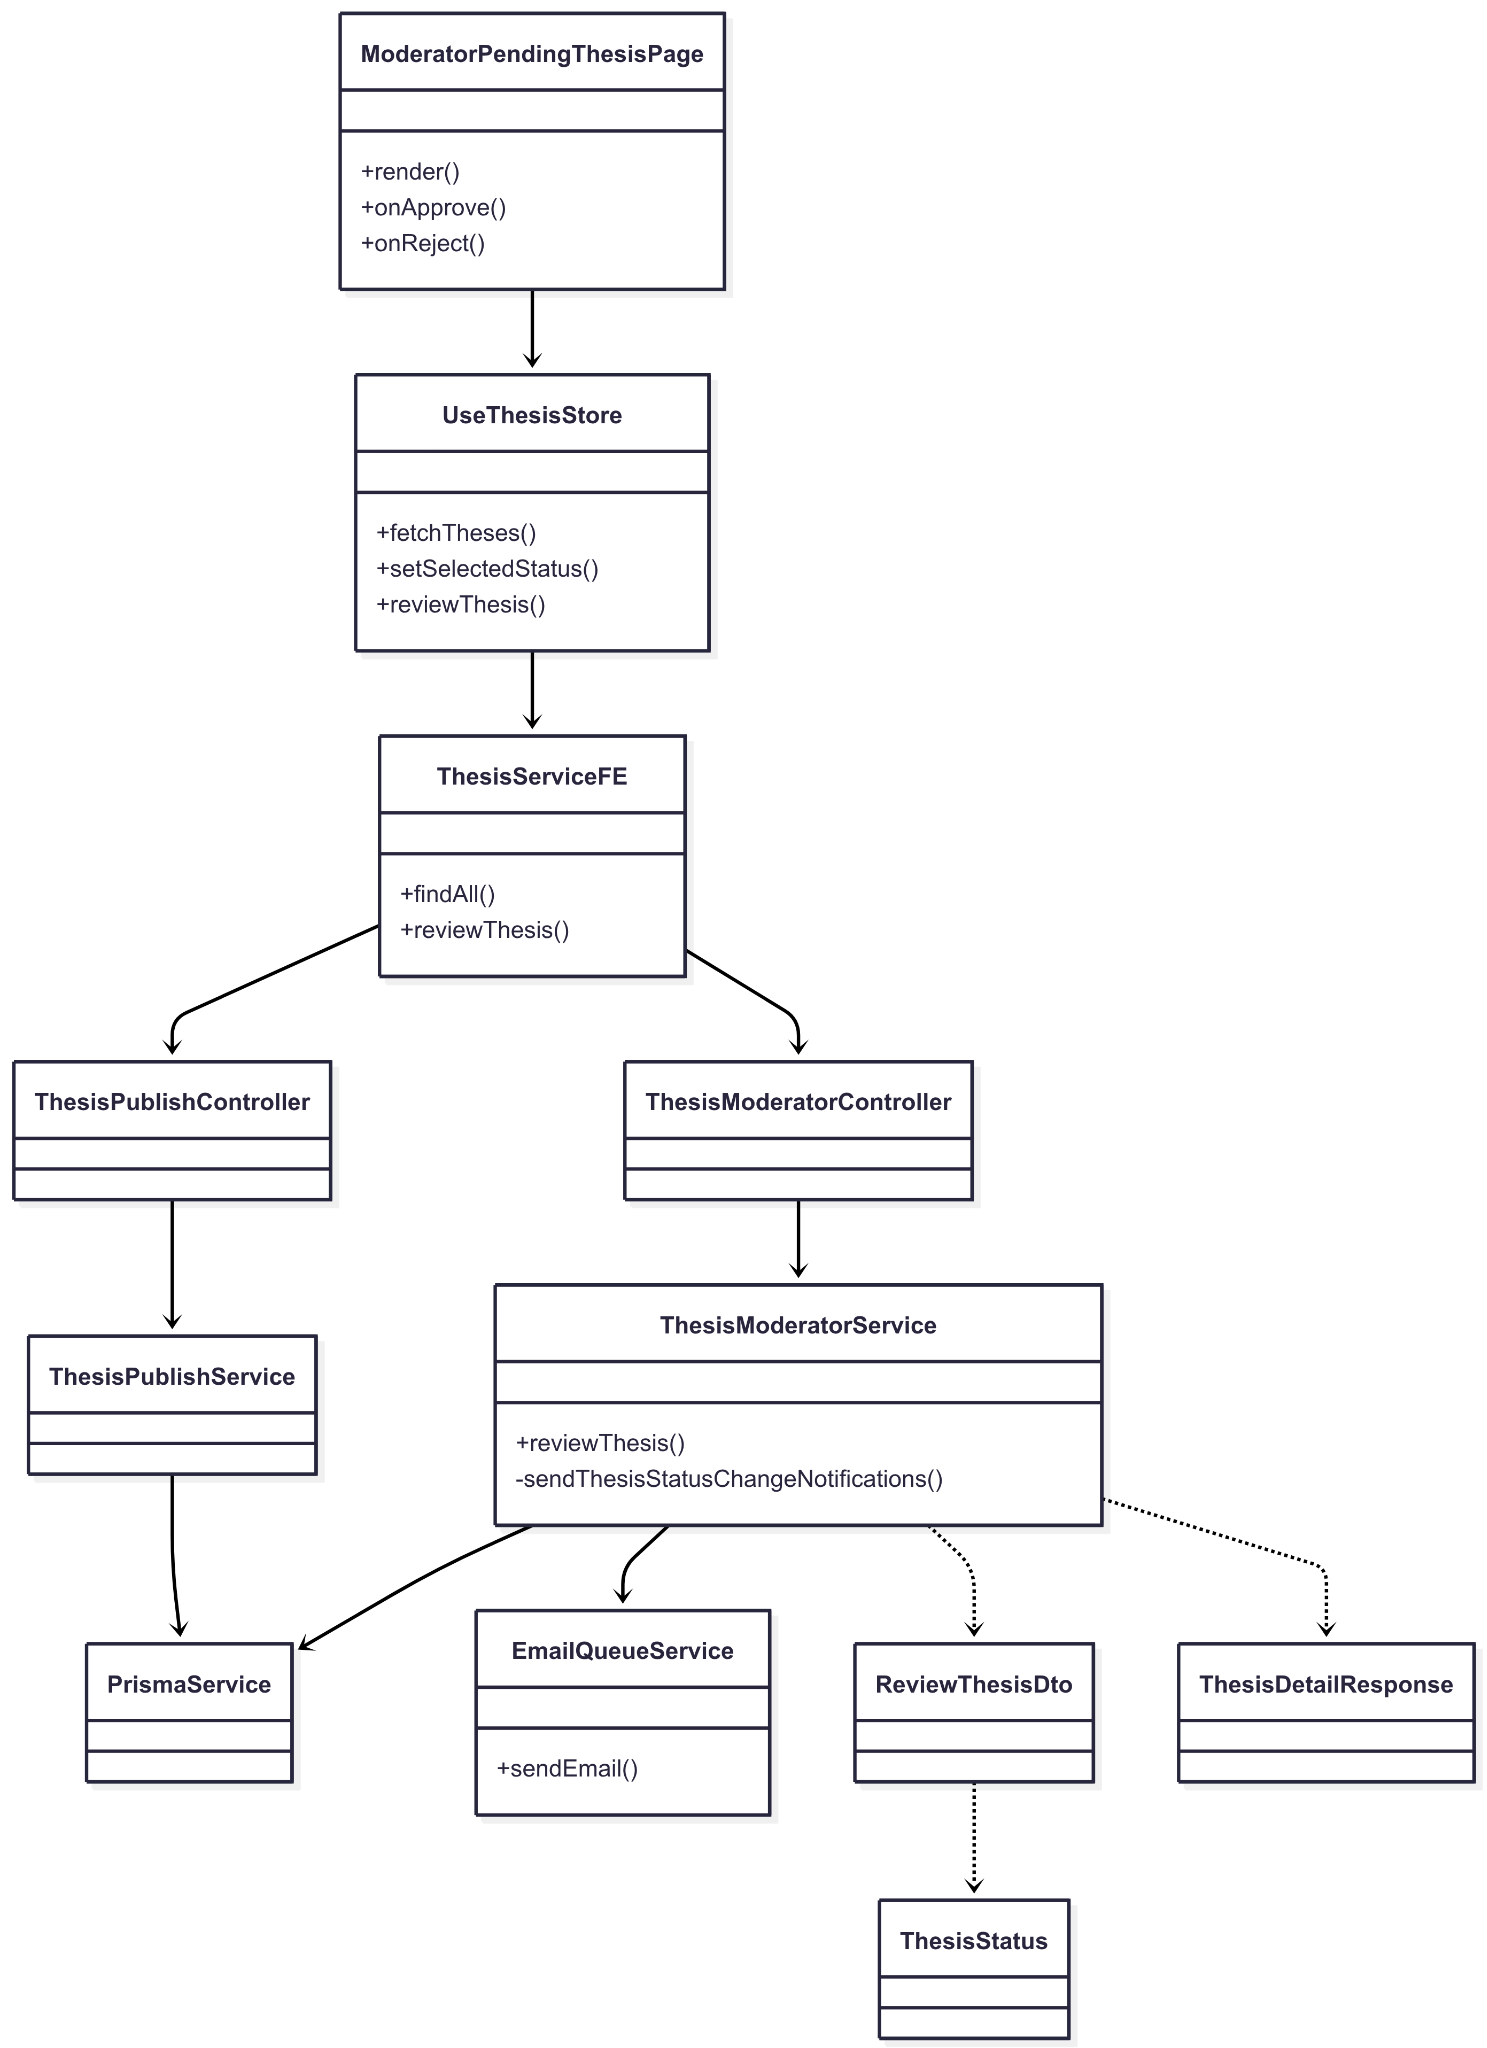 ModeratorPendingThesisPage
+render()
+onApprove()
+onReject()
UseThesisStore
+fetchTheses()
+setSelectedStatus()
+reviewThesis()
ThesisServiceFE
+findAll()
+reviewThesis()
ThesisPublishController
ThesisModeratorController
ThesisPublishService
ThesisModeratorService
+reviewThesis()
-sendThesisStatusChangeNotifications()
PrismaService
EmailQueueService
+sendEmail()
ReviewThesisDto
ThesisDetailResponse
ThesisStatus